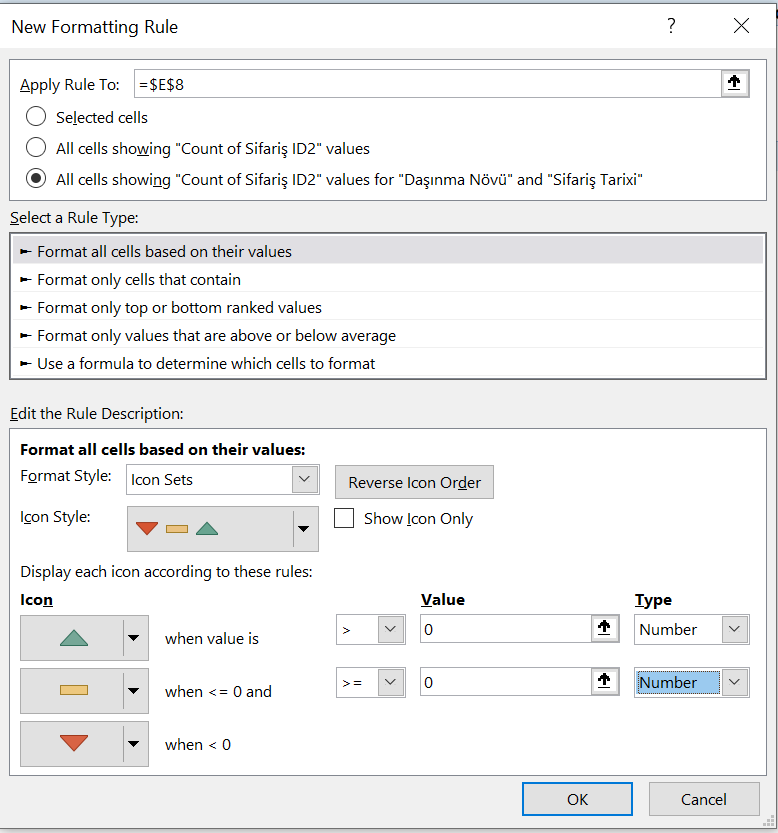 New Formatting Rule ?
Apply Rule To: =$E$8
Selected cells
All cells showing "Count of Sifariş ID2" values
All cells showing "Count of Sifariş ID2" values for "Daşınma Növü" and "Sifariş Tarixi"
Select a Rule Type:
► Format all cells based on their values
► Format only cells that contain
► Format only top or bottom ranked values
► Format only values that are above or below average
► Use a formula to determine which cells to format
Edit the Rule Description:
Format all cells based on their values:
Format Style: Icon Sets Reverse Icon Order
Icon Style: Show Icon Only
Display each icon according to these rules:
Icon Value Type
when value is > 0 Number
when <= 0 and >= 0 Number
when < 0
OK Cancel